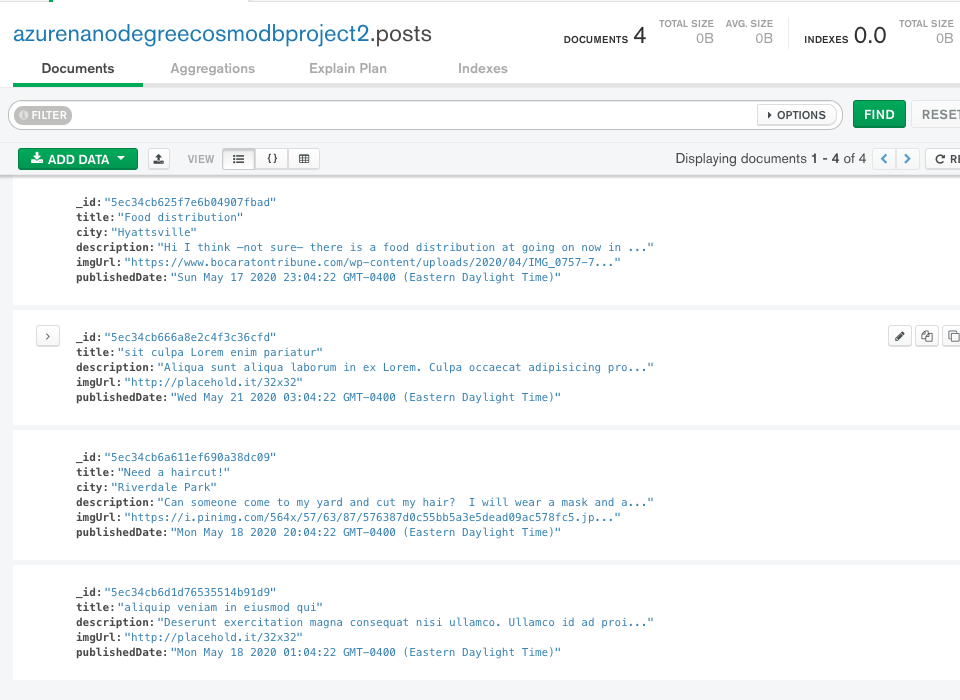 azurenanodegreecosmodbproject2.posts
DOCUMENTS 4 TOTAL SIZE 0B AVG. SIZE 0B INDEXES 0.0 TOTAL SIZE 0B
Documents Aggregations Explain Plan Indexes
FILTER OPTIONS FIND RESET
ADD DATA VIEW {} Displaying documents 1 - 4 of 4 RE
_id:"5ec34cb625f7e6b04907fbad"
title:"Food distribution"
city:"Hyattsville"
description:"Hi I think —not sure— there is a food distribution at going on now in ..."
imgUrl:"https://www.bocaratontribune.com/wp-content/uploads/2020/04/IMG_0757-7..."
publishedDate:"Sun May 17 2020 23:04:22 GMT-0400 (Eastern Daylight Time)"
_id:"5ec34cb666a8e2c4f3c36cfd"
title:"sit culpa Lorem enim pariatur"
description:"Aliqua sunt aliqua laborum in ex Lorem. Culpa occaecat adipisicing pro..."
imgUrl:"http://placehold.it/32x32"
publishedDate:"Wed May 21 2020 03:04:22 GMT-0400 (Eastern Daylight Time)"
_id:"5ec34cb6a611ef690a38dc09"
title:"Need a haircut!"
city:"Riverdale Park"
description:"Can someone come to my yard and cut my hair?  I will wear a mask and a..."
imgUrl:"https://i.pinimg.com/564x/57/63/87/576387d0c55bb5a3e5dead09ac578fc5.jp..."
publishedDate:"Mon May 18 2020 20:04:22 GMT-0400 (Eastern Daylight Time)"
_id:"5ec34cb6d1d76535514b91d9"
title:"aliquip veniam in eiusmod qui"
description:"Deserunt exercitation magna consequat nisi ullamco. Ullamco id ad proi..."
imgUrl:"http://placehold.it/32x32"
publishedDate:"Mon May 18 2020 01:04:22 GMT-0400 (Eastern Daylight Time)"